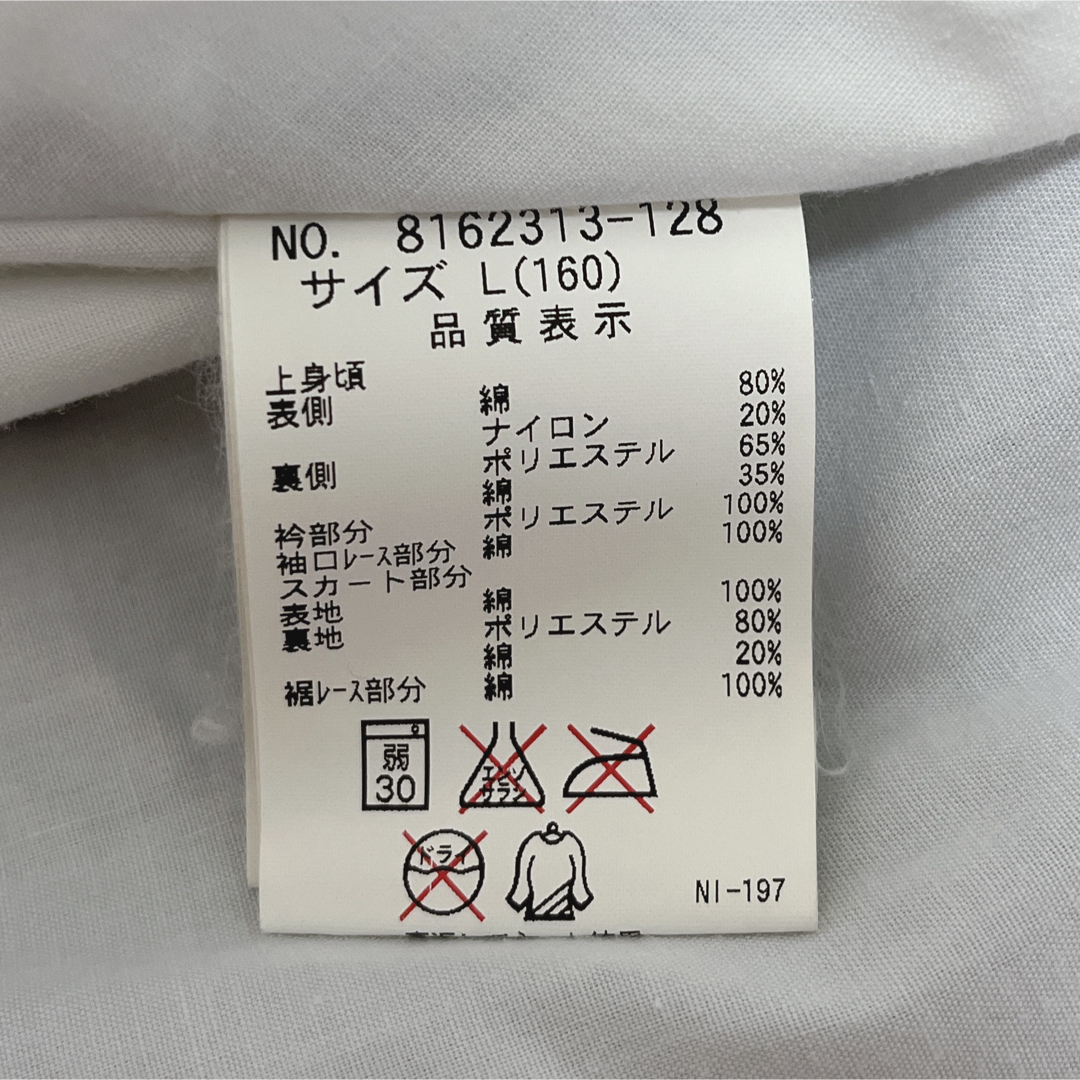 NO. 8162313-128
サイズ L(160)
品質表示
上身頃
表側 綿 80%
ナイロン 20%
裏側 ポリエステル 65%
綿 35%
衿部分 ポリエステル 100%
袖口レース部分 綿 100%
スカート部分
表地 綿 100%
裏地 ポリエステル 80%
綿 20%
裾レース部分 綿 100%
弱
30
エンソ
サラシ
ドライ
NI-197